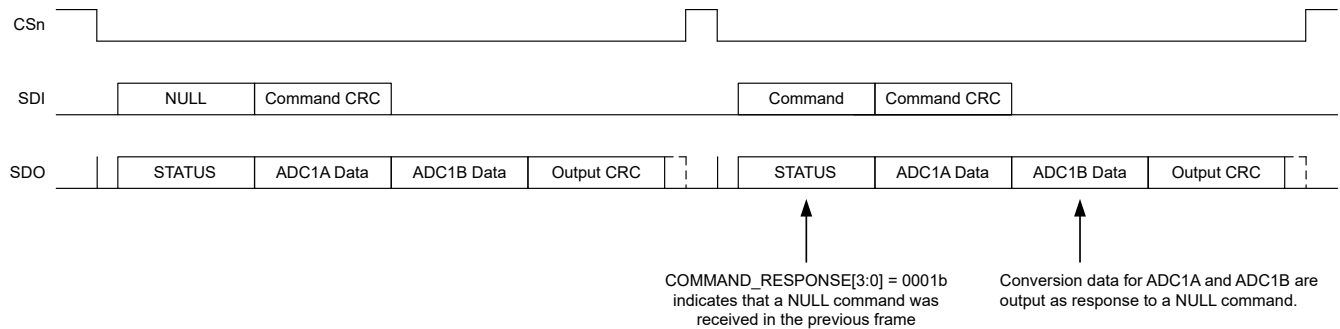 CSn
SDI NULL Command CRC Command Command CRC
SDO STATUS ADC1A Data ADC1B Data Output CRC STATUS ADC1A Data ADC1B Data Output CRC
COMMAND_RESPONSE[3:0] = 0001b
indicates that a NULL command was
received in the previous frame
Conversion data for ADC1A and ADC1B are
output as response to a NULL command.